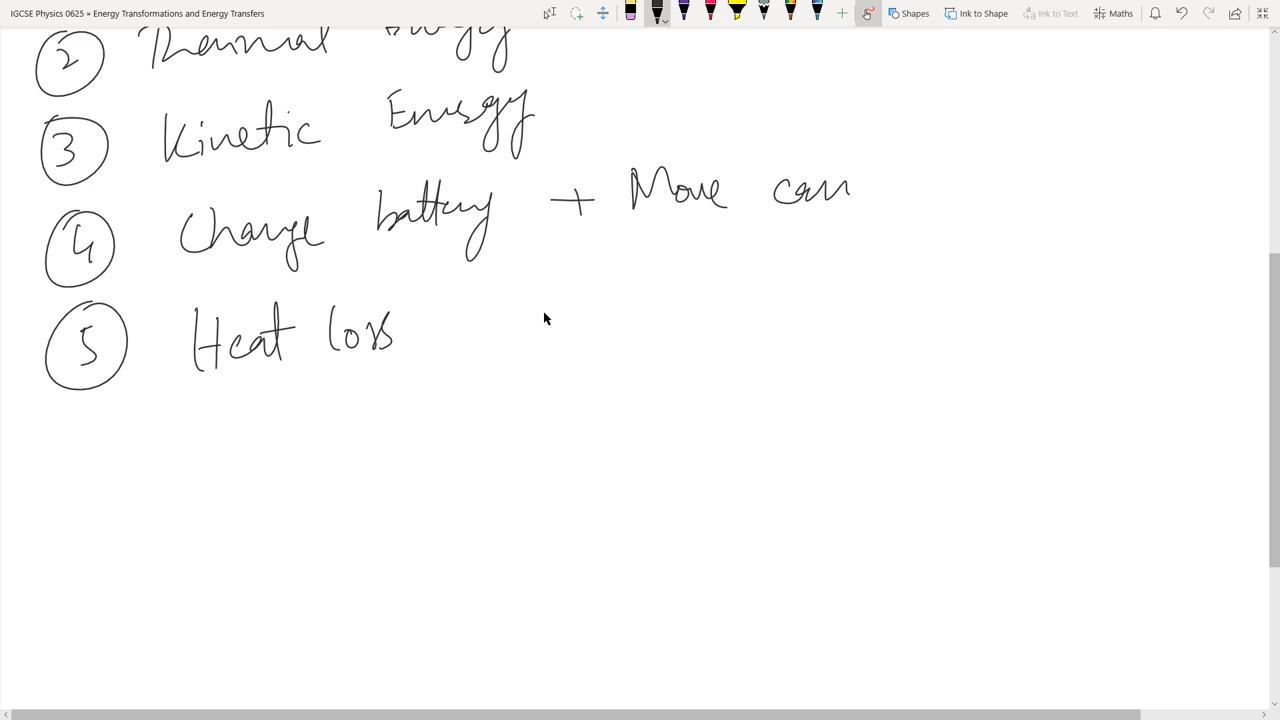 IGCSE Physics 0625 - Energy Transformations and Energy Transfers
Shapes Ink to Shape Ink to Text Maths
2 Thermal Energy
3 Kinetic Energy
4 Charge battery + Move car
5 Heat loss